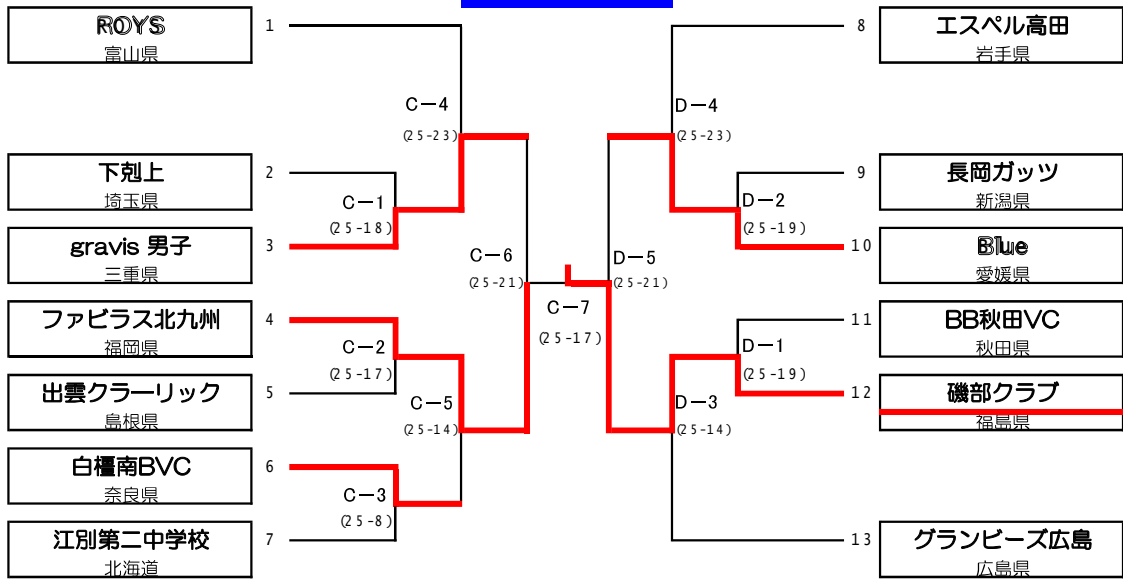 ROYS
富山県
1
下剋上
埼玉県
2
gravis 男子
三重県
3
ファビラス北九州
福岡県
4
出雲クラーリック
島根県
5
白橿南BVC
奈良県
6
江別第二中学校
北海道
7
C－4
(25-23)
C－1
(25-18)
C－2
(25-17)
C－5
(25-14)
C－3
(25-8)
C－6
(25-21)
C－7
(25-17)
D－5
(25-21)
D－4
(25-23)
D－2
(25-19)
D－1
(25-19)
D－3
(25-14)
8
エスペル高田
岩手県
9
長岡ガッツ
新潟県
10
Blue
愛媛県
11
BB秋田VC
秋田県
12
磯部クラブ
福島県
13
グランビーズ広島
広島県